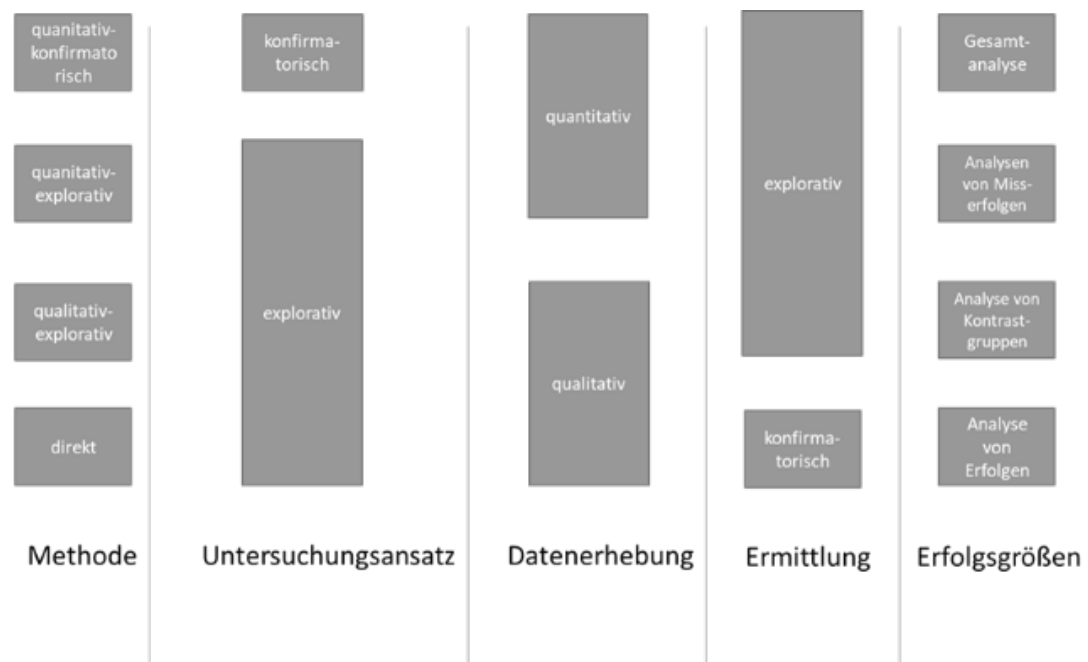 quanitativ-
konfirmato
risch
quanitativ-
explorativ
qualitativ-
explorativ
direkt
Methode
konfirma-
torisch
explorativ
Untersuchungsansatz
quantitativ
qualitativ
Datenerhebung
explorativ
konfirma-
torisch
Ermittlung
Gesamt-
analyse
Analysen
von Miss-
erfolgen
Analyse von
Kontrast-
gruppen
Analyse
von
Erfolgen
Erfolgsgrößen